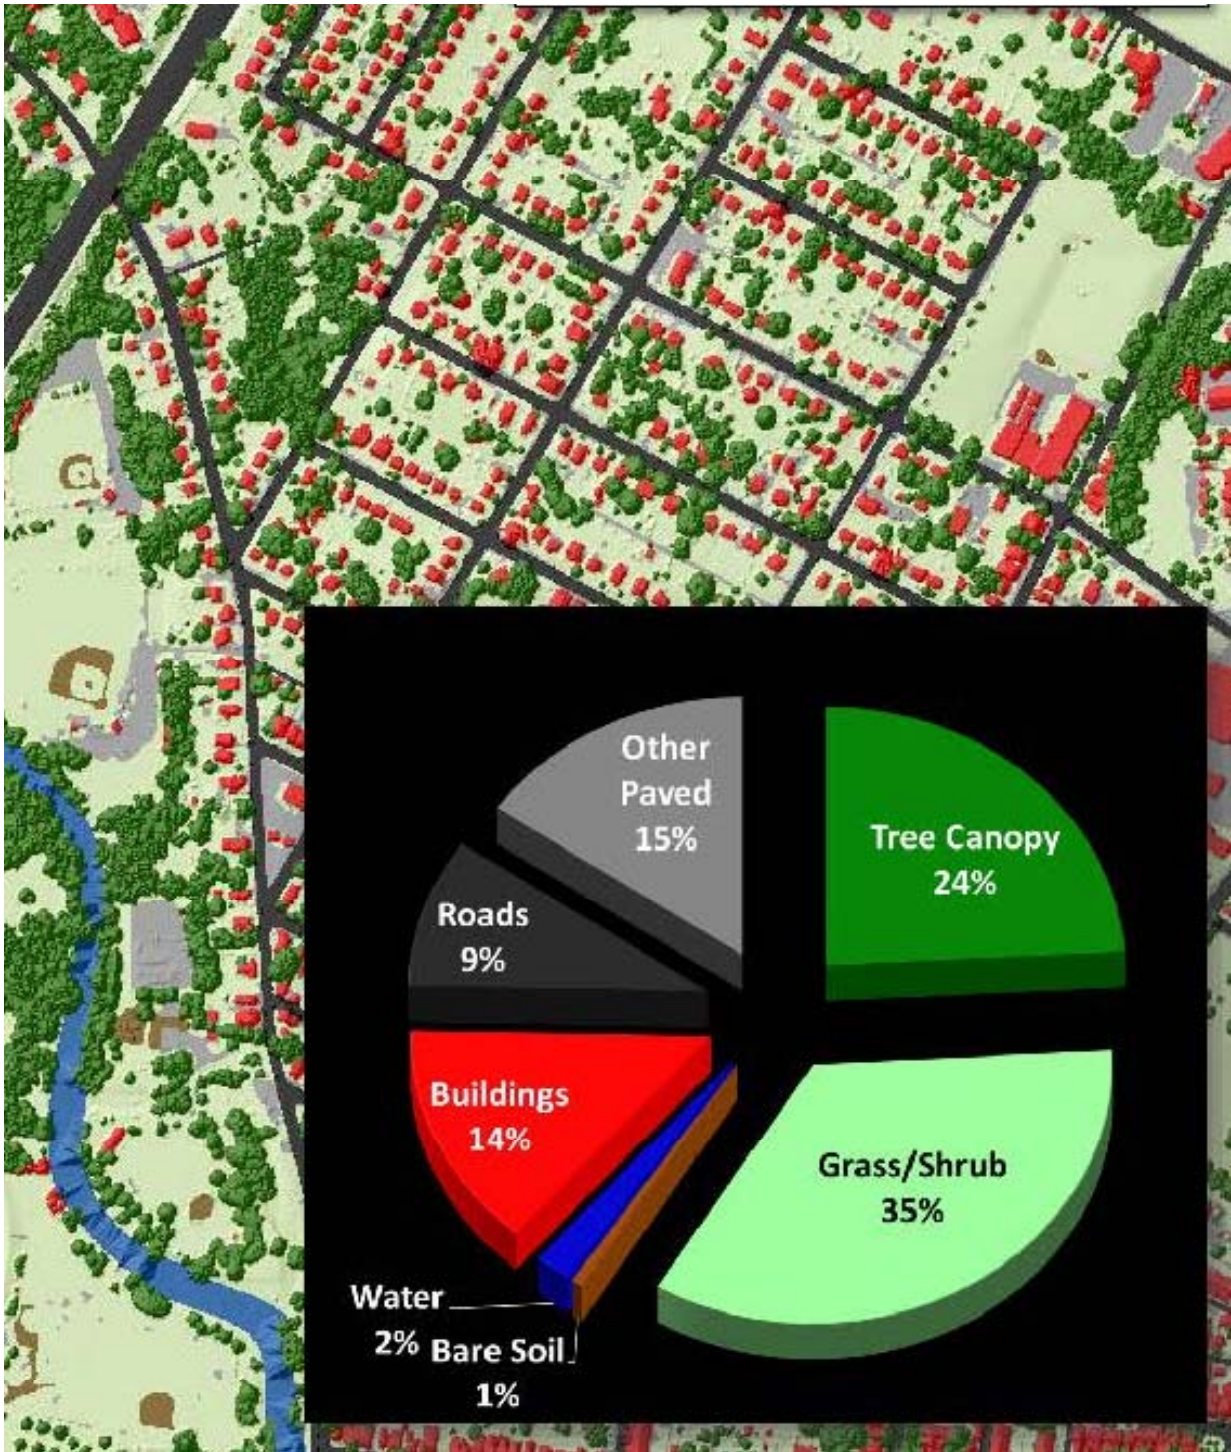 Other
Paved
15%
Tree Canopy
24%
Roads
9%
Buildings
14%
Grass/Shrub
35%
Water
2%
Bare Soil
1%